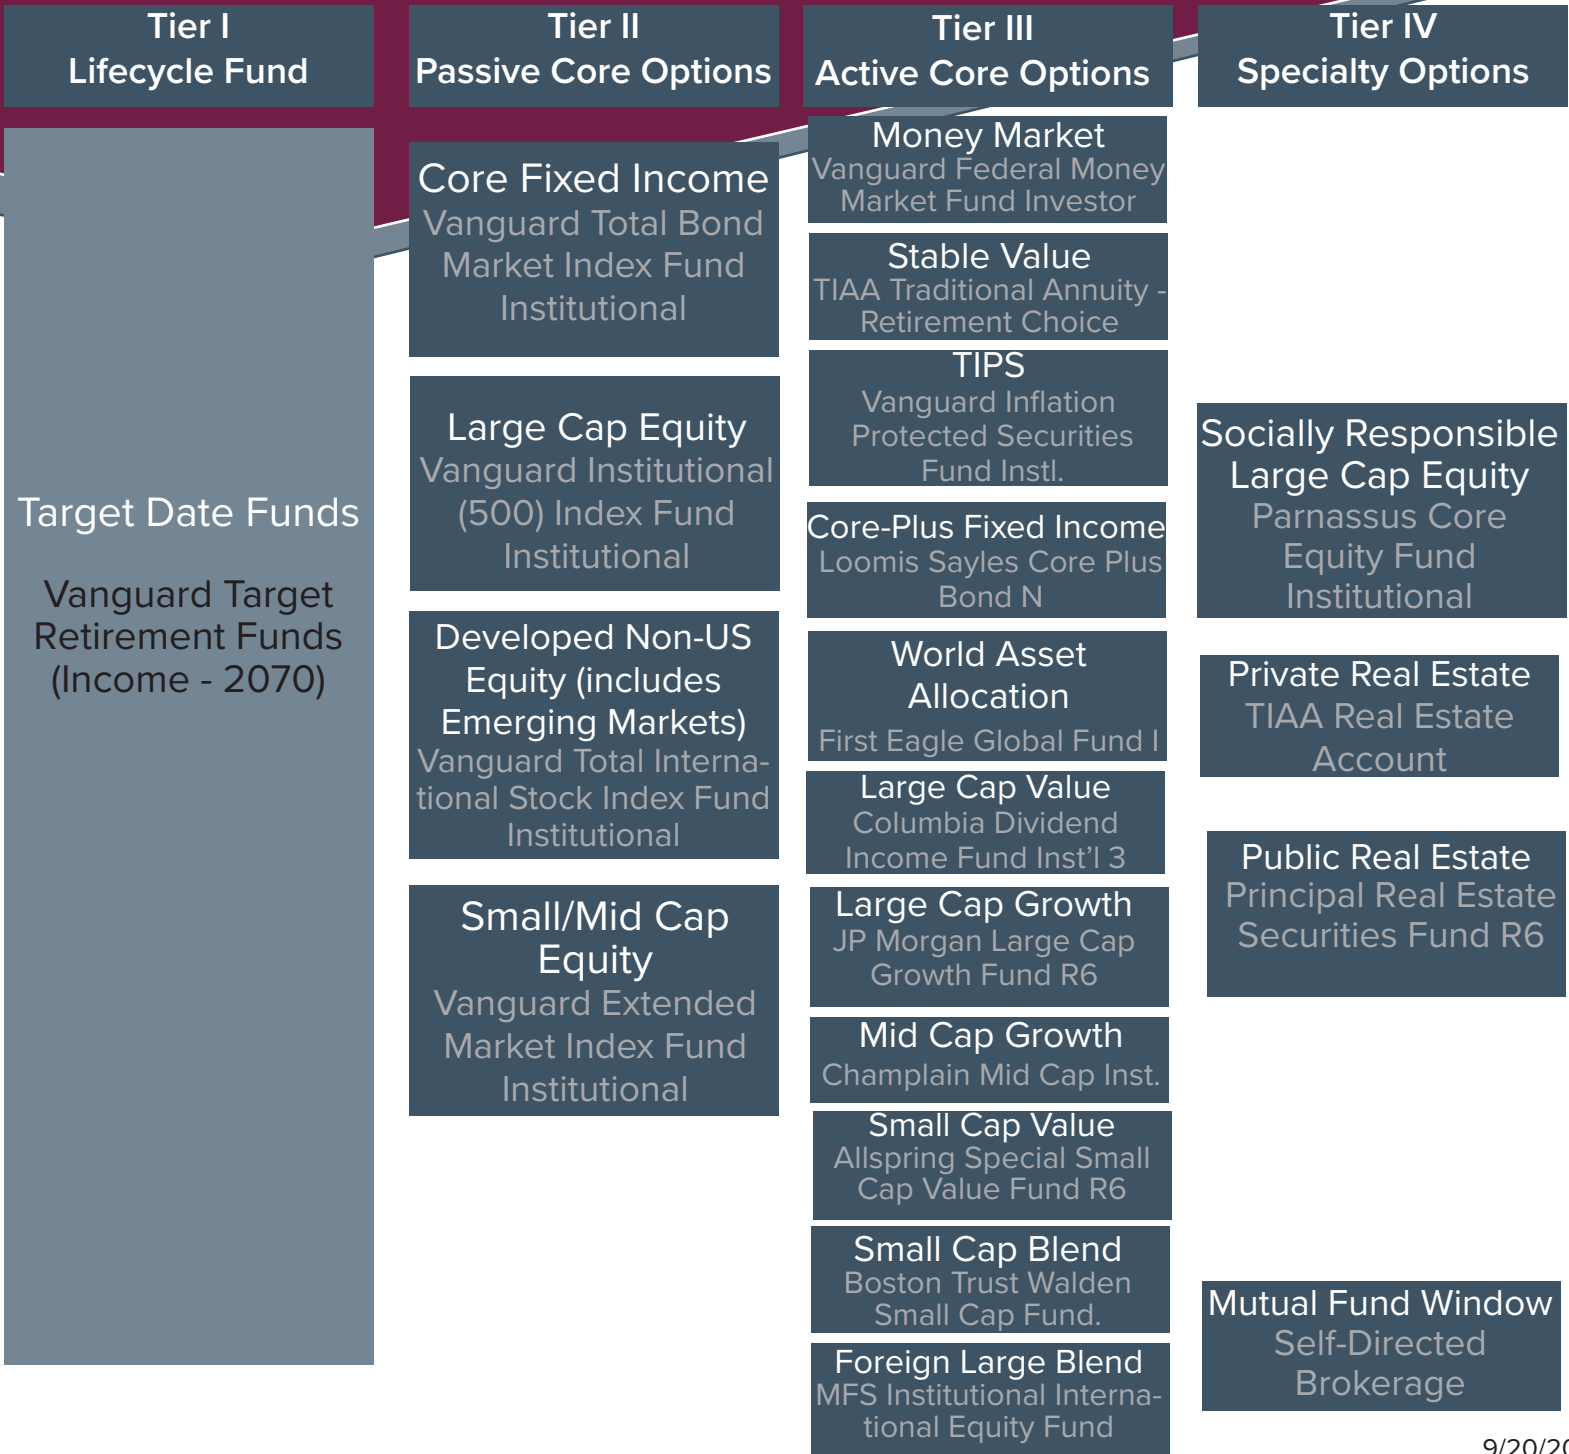 Tier I
Lifecycle Fund
Target Date Funds
Vanguard Target
Retirement Funds
(Income - 2070)
Tier II
Passive Core Options
Core Fixed Income
Vanguard Total Bond
Market Index Fund
Institutional
Large Cap Equity
Vanguard Institutional
(500) Index Fund
Institutional
Developed Non-US
Equity (includes
Emerging Markets)
Vanguard Total Interna-
tional Stock Index Fund
Institutional
Small/Mid Cap
Equity
Vanguard Extended
Market Index Fund
Institutional
Tier III
Active Core Options
Money Market
Vanguard Federal Money
Market Fund Investor
Stable Value
TIAA Traditional Annuity -
Retirement Choice
TIPS
Vanguard Inflation
Protected Securities
Fund Instl.
Core-Plus Fixed Income
Loomis Sayles Core Plus
Bond N
World Asset
Allocation
First Eagle Global Fund I
Large Cap Value
Columbia Dividend
Income Fund Inst’l 3
Large Cap Growth
JP Morgan Large Cap
Growth Fund R6
Mid Cap Growth
Champlain Mid Cap Inst.
Small Cap Value
Allspring Special Small
Cap Value Fund R6
Small Cap Blend
Boston Trust Walden
Small Cap Fund.
Foreign Large Blend
MFS Institutional Interna-
tional Equity Fund
Tier IV
Specialty Options
Socially Responsible
Large Cap Equity
Parnassus Core
Equity Fund
Institutional
Private Real Estate
TIAA Real Estate
Account
Public Real Estate
Principal Real Estate
Securities Fund R6
Mutual Fund Window
Self-Directed
Brokerage